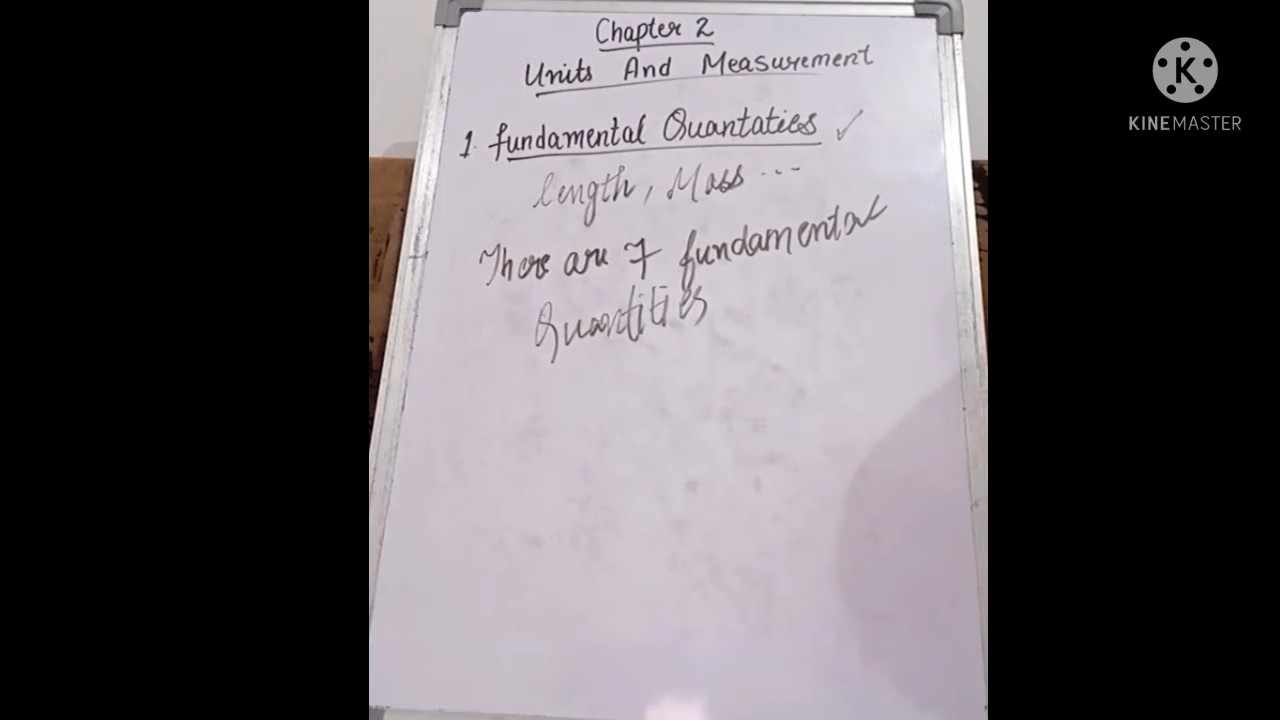 Chapter 2
Units And Measurement
1. fundamental Quantaties ✓
length, Mass ...
There are 7 fundamental
Quantities
K
KINEMASTER